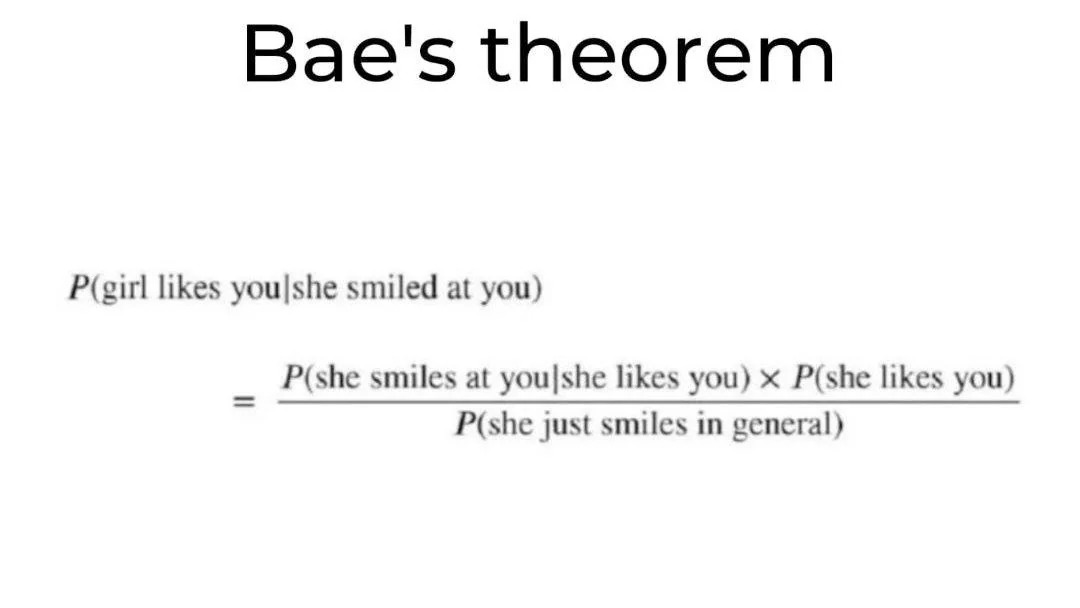 Bae's theorem
P(girl likes you|she smiled at you)
= P(she smiles at you|she likes you) × P(she likes you)
P(she just smiles in general)